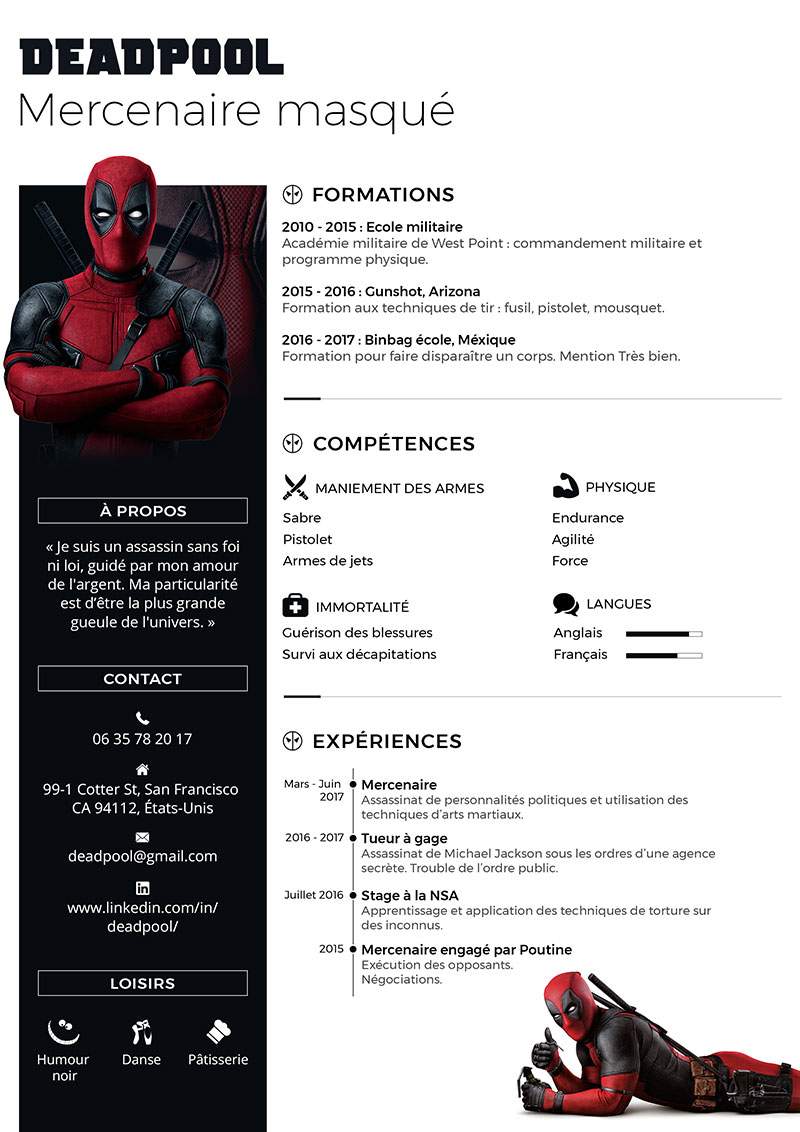 DEADPOOL
Mercenaire masqué
À PROPOS
« Je suis un assassin sans foi
ni loi, guidé par mon amour
de l'argent. Ma particularité
est d’être la plus grande
gueule de l'univers. »
CONTACT
06 35 78 20 17
99-1 Cotter St, San Francisco
CA 94112, États-Unis
deadpool@gmail.com
www.linkedin.com/in/
deadpool/
LOISIRS
Humour
noir
Danse
Pâtisserie
FORMATIONS
2010 - 2015 : Ecole militaire
Académie militaire de West Point : commandement militaire et
programme physique.
2015 - 2016 : Gunshot, Arizona
Formation aux techniques de tir : fusil, pistolet, mousquet.
2016 - 2017 : Binbag école, Méxique
Formation pour faire disparaître un corps. Mention Très bien.
COMPÉTENCES
MANIEMENT DES ARMES
Sabre
Pistolet
Armes de jets
PHYSIQUE
Endurance
Agilité
Force
IMMORTALITÉ
Guérison des blessures
Survi aux décapitations
LANGUES
Anglais
Français
EXPÉRIENCES
Mars - Juin
2017
Mercenaire
Assassinat de personnalités politiques et utilisation des
techniques d’arts martiaux.
2016 - 2017
Tueur à gage
Assassinat de Michael Jackson sous les ordres d’une agence
secrète. Trouble de l’ordre public.
Juillet 2016
Stage à la NSA
Apprentissage et application des techniques de torture sur
des inconnus.
2015
Mercenaire engagé par Poutine
Exécution des opposants.
Négociations.